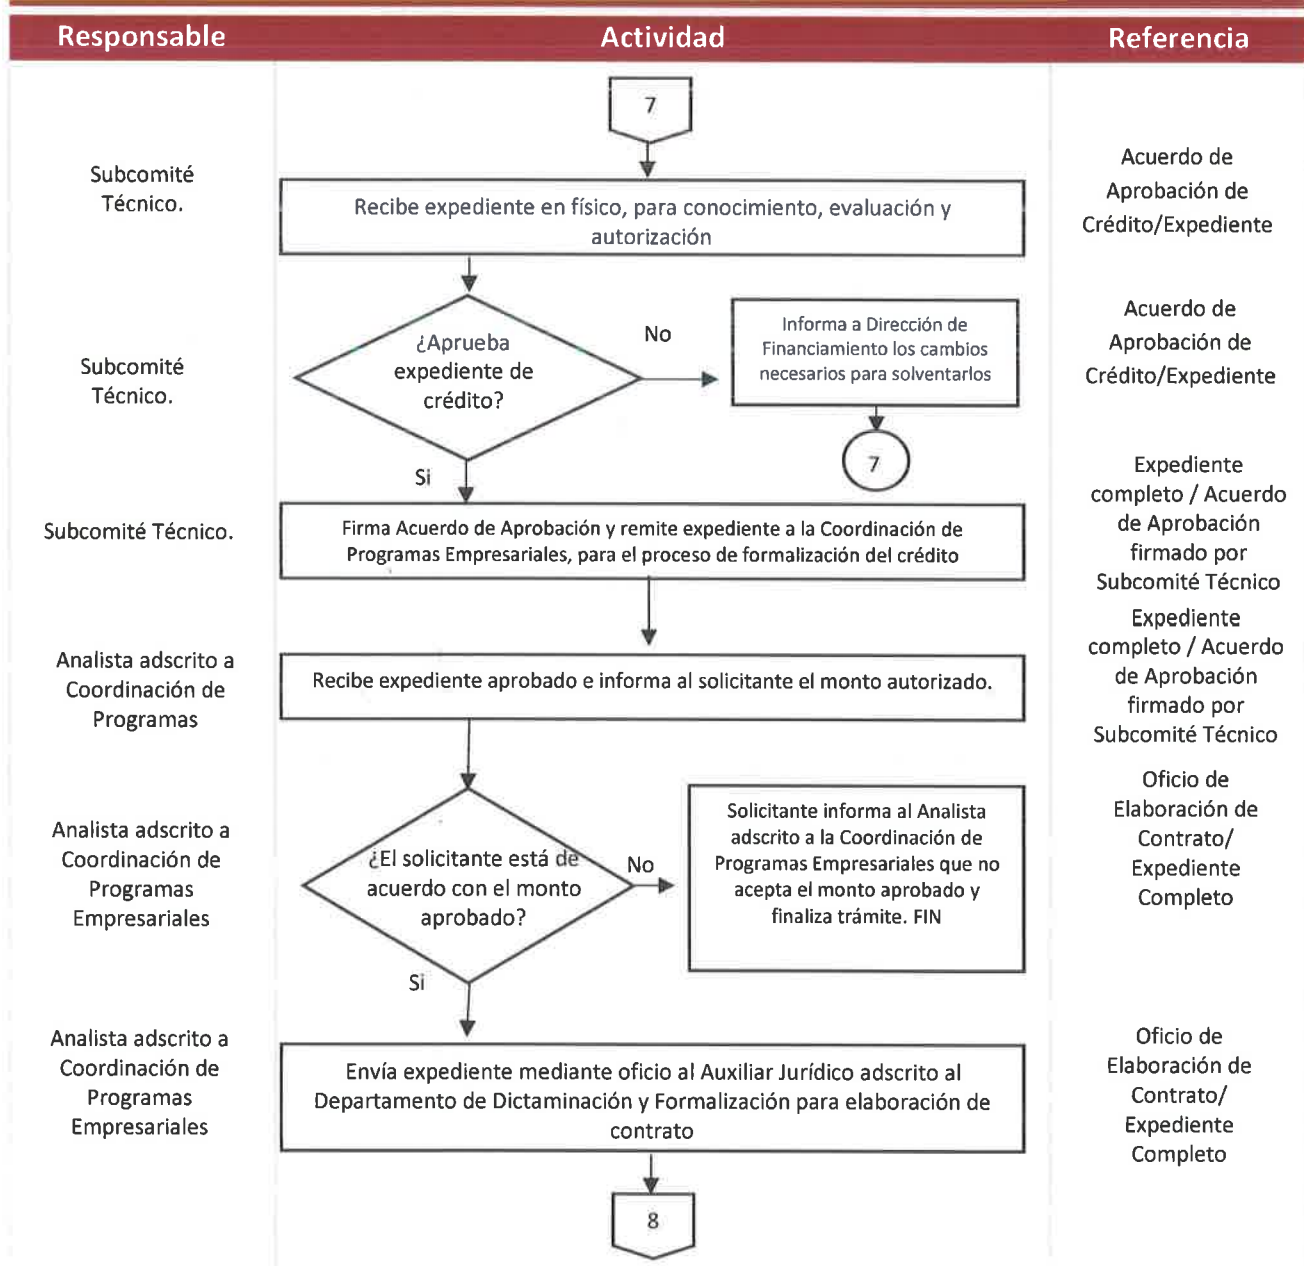 Responsable
Actividad
Referencia
7
Subcomité
Técnico.
Recibe expediente en físico, para conocimiento, evaluación y
autorización
Acuerdo de
Aprobación de
Crédito/Expediente
Subcomité
Técnico.
¿Aprueba
expediente de
crédito?
No
Informa a Dirección de
Financiamiento los cambios
necesarios para solventarlos
7
Acuerdo de
Aprobación de
Crédito/Expediente
Si
Subcomité Técnico.
Firma Acuerdo de Aprobación y remite expediente a la Coordinación de
Programas Empresariales, para el proceso de formalización del crédito
Expediente
completo / Acuerdo
de Aprobación
firmado por
Subcomité Técnico
Analista adscrito a
Coordinación de
Programas
Recibe expediente aprobado e informa al solicitante el monto autorizado.
Expediente
completo / Acuerdo
de Aprobación
firmado por
Subcomité Técnico
Analista adscrito a
Coordinación de
Programas
Empresariales
¿El solicitante está de
acuerdo con el monto
aprobado?
No
Solicitante informa al Analista
adscrito a la Coordinación de
Programas Empresariales que no
acepta el monto aprobado y
finaliza trámite. FIN
Oficio de
Elaboración de
Contrato/
Expediente
Completo
Si
Analista adscrito a
Coordinación de
Programas
Empresariales
Envía expediente mediante oficio al Auxiliar Jurídico adscrito al
Departamento de Dictaminación y Formalización para elaboración de
contrato
Oficio de
Elaboración de
Contrato/
Expediente
Completo
8